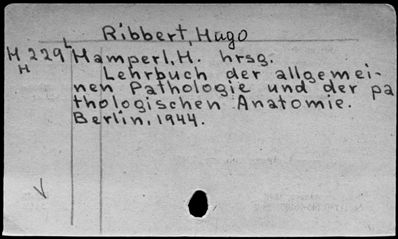 Ribbert, Hugo
H 229 L Hamperl, H. hrsg.
H Lehrbuch der allgemei-
nen Pathologie und der pa
thologischen Anatomie.
Berlin, 1944.